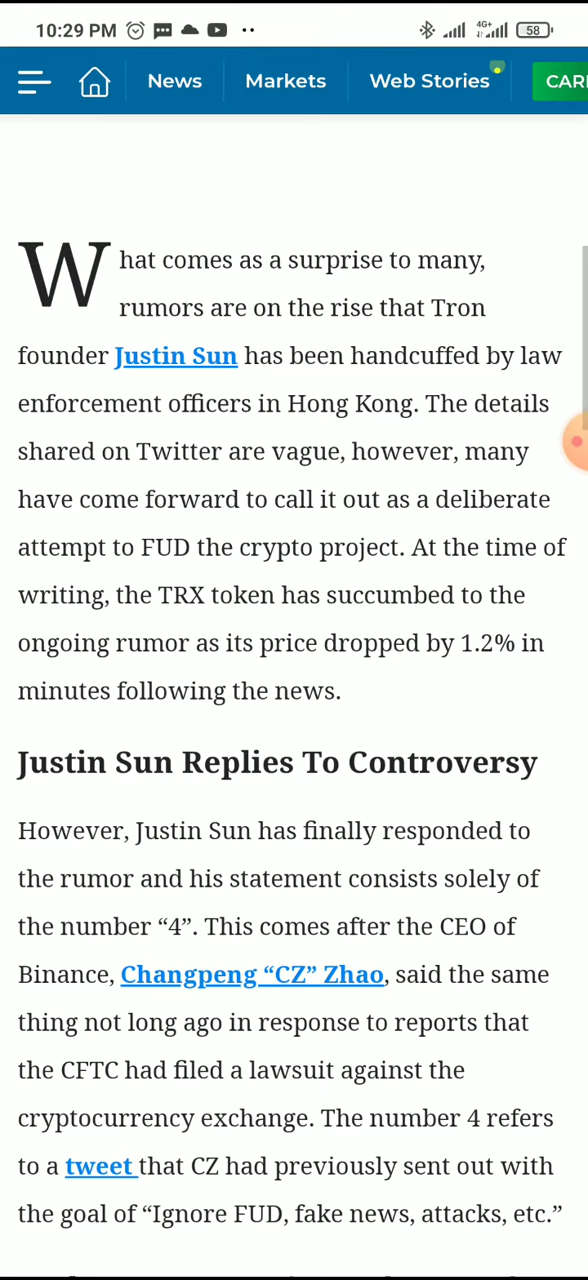 10:29 PM
4G+
58
News Markets Web Stories CAR
What comes as a surprise to many,
rumors are on the rise that Tron
founder Justin Sun has been handcuffed by law
enforcement officers in Hong Kong. The details
shared on Twitter are vague, however, many
have come forward to call it out as a deliberate
attempt to FUD the crypto project. At the time of
writing, the TRX token has succumbed to the
ongoing rumor as its price dropped by 1.2% in
minutes following the news.
Justin Sun Replies To Controversy
However, Justin Sun has finally responded to
the rumor and his statement consists solely of
the number “4”. This comes after the CEO of
Binance, Changpeng “CZ” Zhao, said the same
thing not long ago in response to reports that
the CFTC had filed a lawsuit against the
cryptocurrency exchange. The number 4 refers
to a tweet that CZ had previously sent out with
the goal of “Ignore FUD, fake news, attacks, etc.”